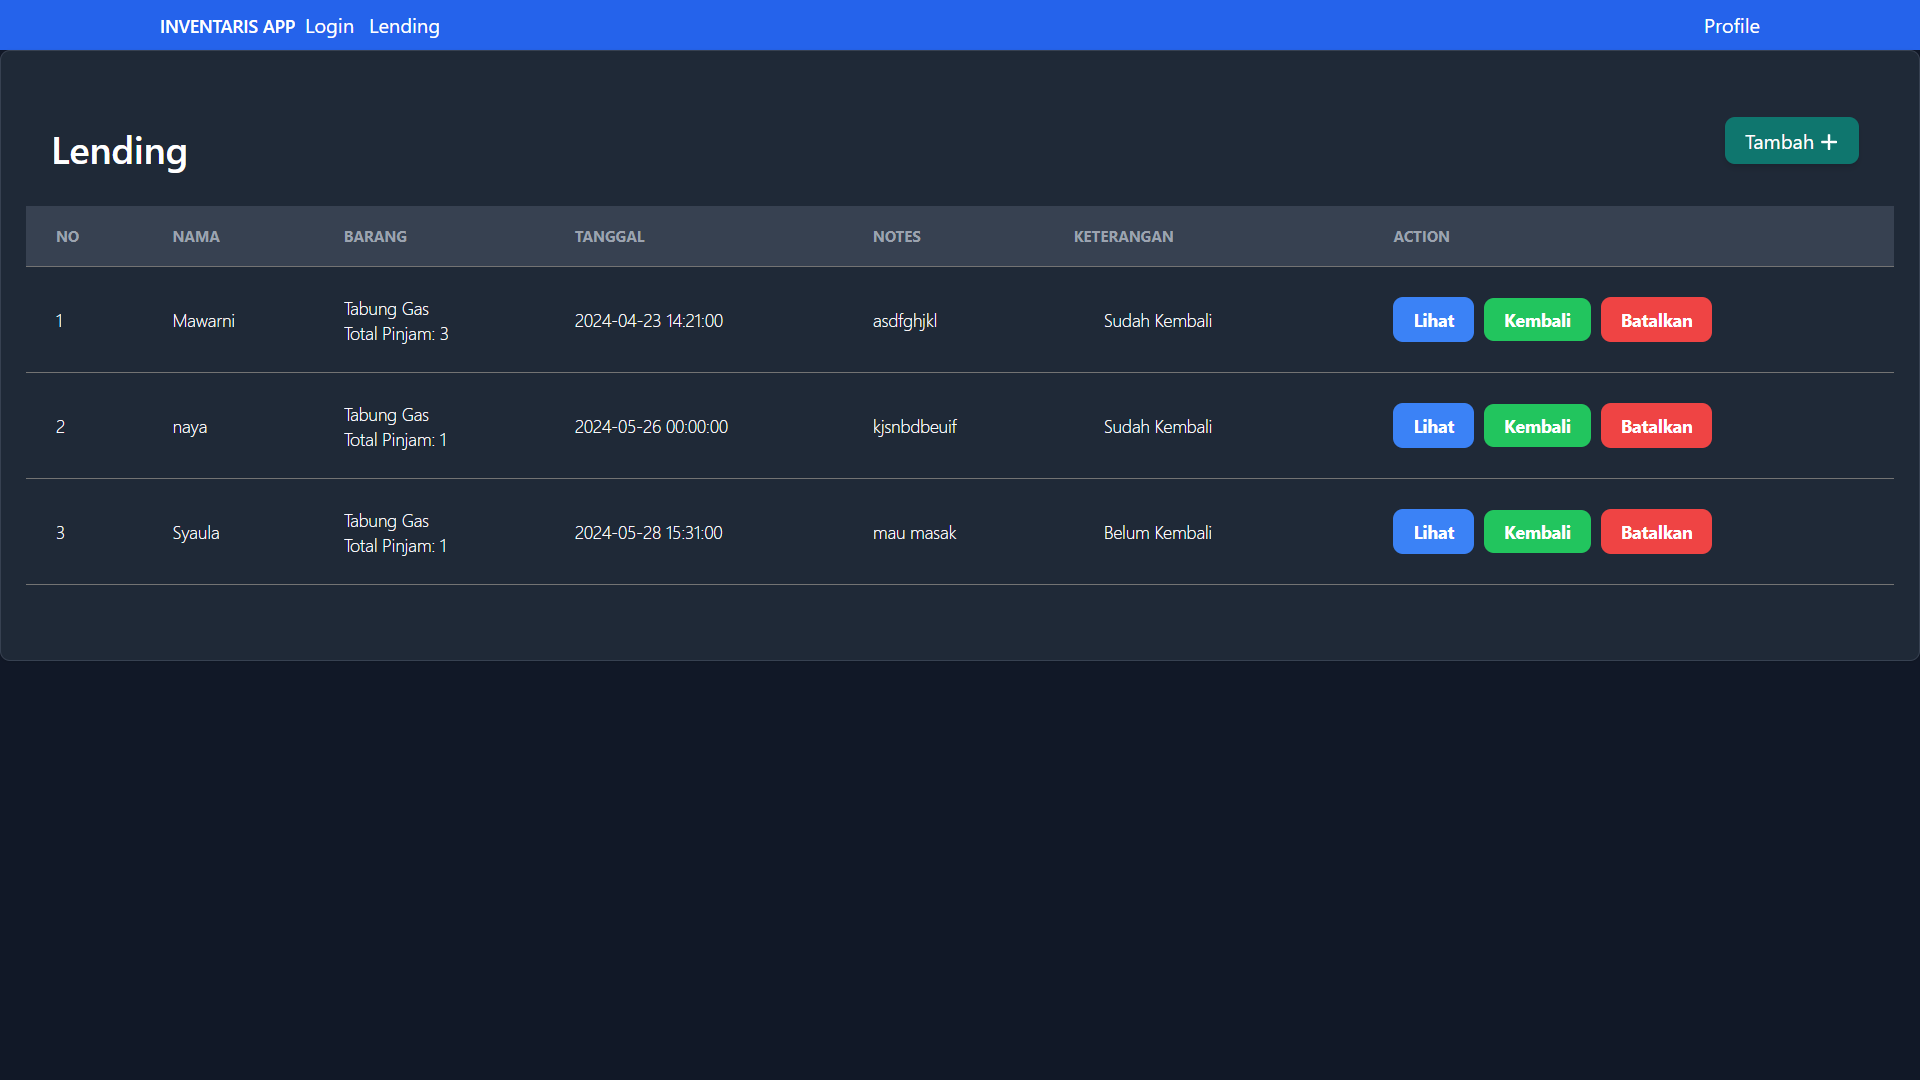 INVENTARIS APP Login Lending Profile
Lending
Tambah +
NO NAMA BARANG TANGGAL NOTES KETERANGAN ACTION
1 Mawarni Tabung Gas 2024-04-23 14:21:00 asdfghjkl Sudah Kembali Lihat Kembali Batalkan
Total Pinjam: 3
2 naya Tabung Gas 2024-05-26 00:00:00 kjsnbdbeuif Sudah Kembali Lihat Kembali Batalkan
Total Pinjam: 1
3 Syaula Tabung Gas 2024-05-28 15:31:00 mau masak Belum Kembali Lihat Kembali Batalkan
Total Pinjam: 1